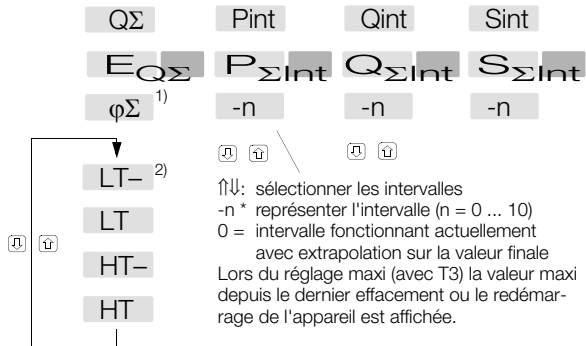 QΣ Pint Qint Sint
EQΣ PΣInt QΣInt SΣInt
φΣ 1) -n -n -n
LT– 2)
LT
HT–
HT
⇑⇓: sélectionner les intervalles
-n * représenter l'intervalle (n = 0 ... 10)
0 = intervalle fonctionnant actuellement
avec extrapolation sur la valeur finale
Lors du réglage maxi (avec T3) la valeur maxi
depuis le dernier effacement ou le redémar-
rage de l'appareil est affichée.